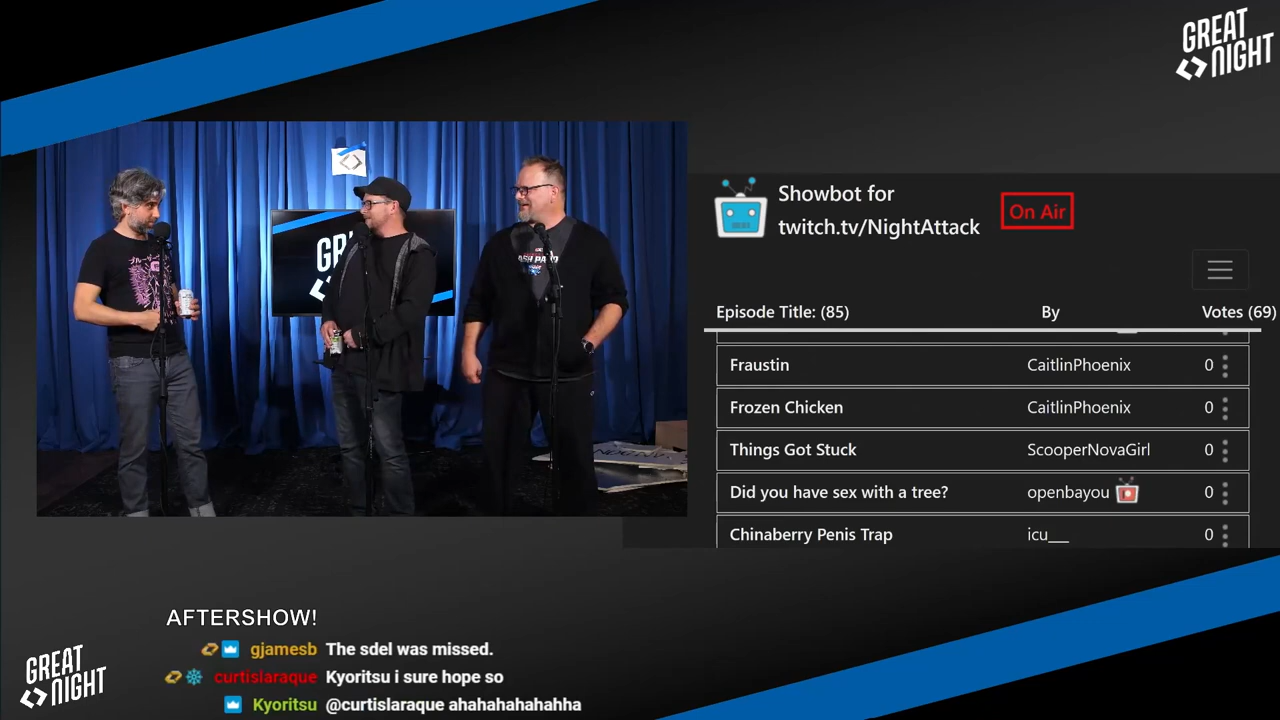 GREAT
NIGHT
Showbot for
twitch.tv/NightAttack
On Air
Episode Title: (85)
By
Votes (69)
Fraustin
CaitlinPhoenix
0
Frozen Chicken
CaitlinPhoenix
0
Things Got Stuck
ScooperNovaGirl
0
Did you have sex with a tree?
openbayou
0
Chinaberry Penis Trap
icu___
0
AFTERSHOW!
gjamesb The sdel was missed.
curtislaraque Kyoritsu i sure hope so
Kyoritsu @curtislaraque ahahahahahahha
GREAT
NIGHT